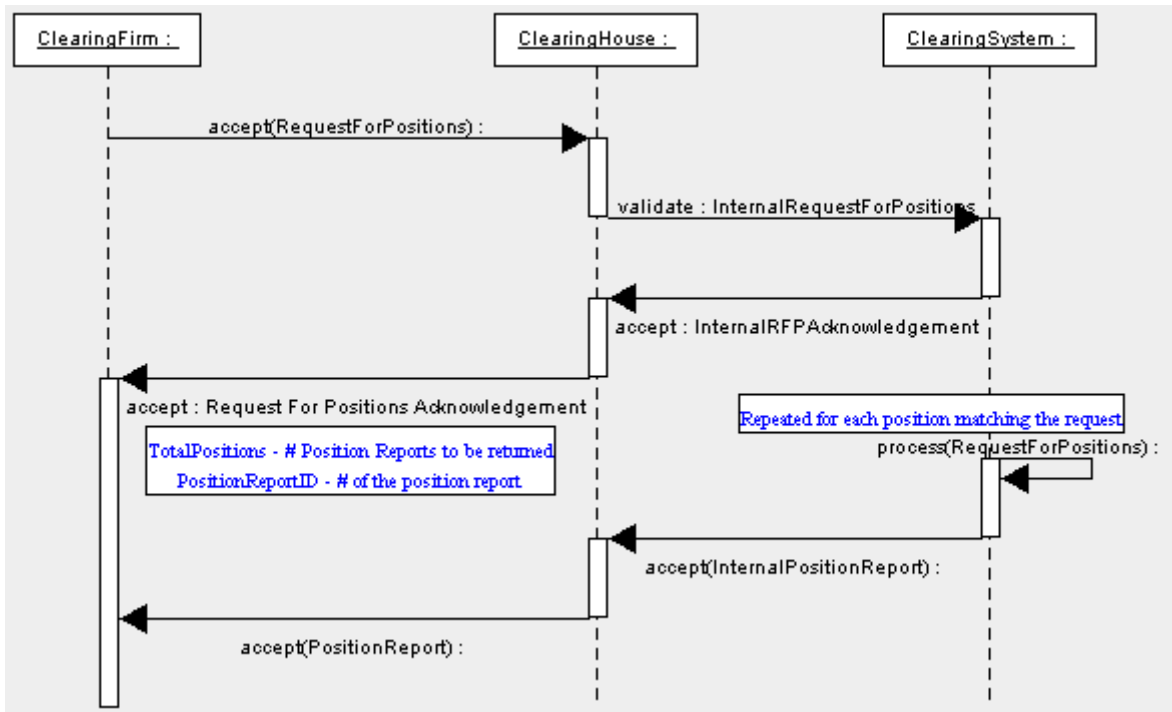 ClearingFirm :
ClearingHouse :
ClearingSystem :
accept(RequestForPositions) :
validate : InternalRequestForPositions
accept : InternalRFPAcknowledgement
accept : Request For Positions Acknowledgement
Repeated for each position matching the request
TotalPositions - # Position Reports to be returned
PositionReportID - # of the position report
process(RequestForPositions) :
accept(InternalPositionReport) :
accept(PositionReport) :